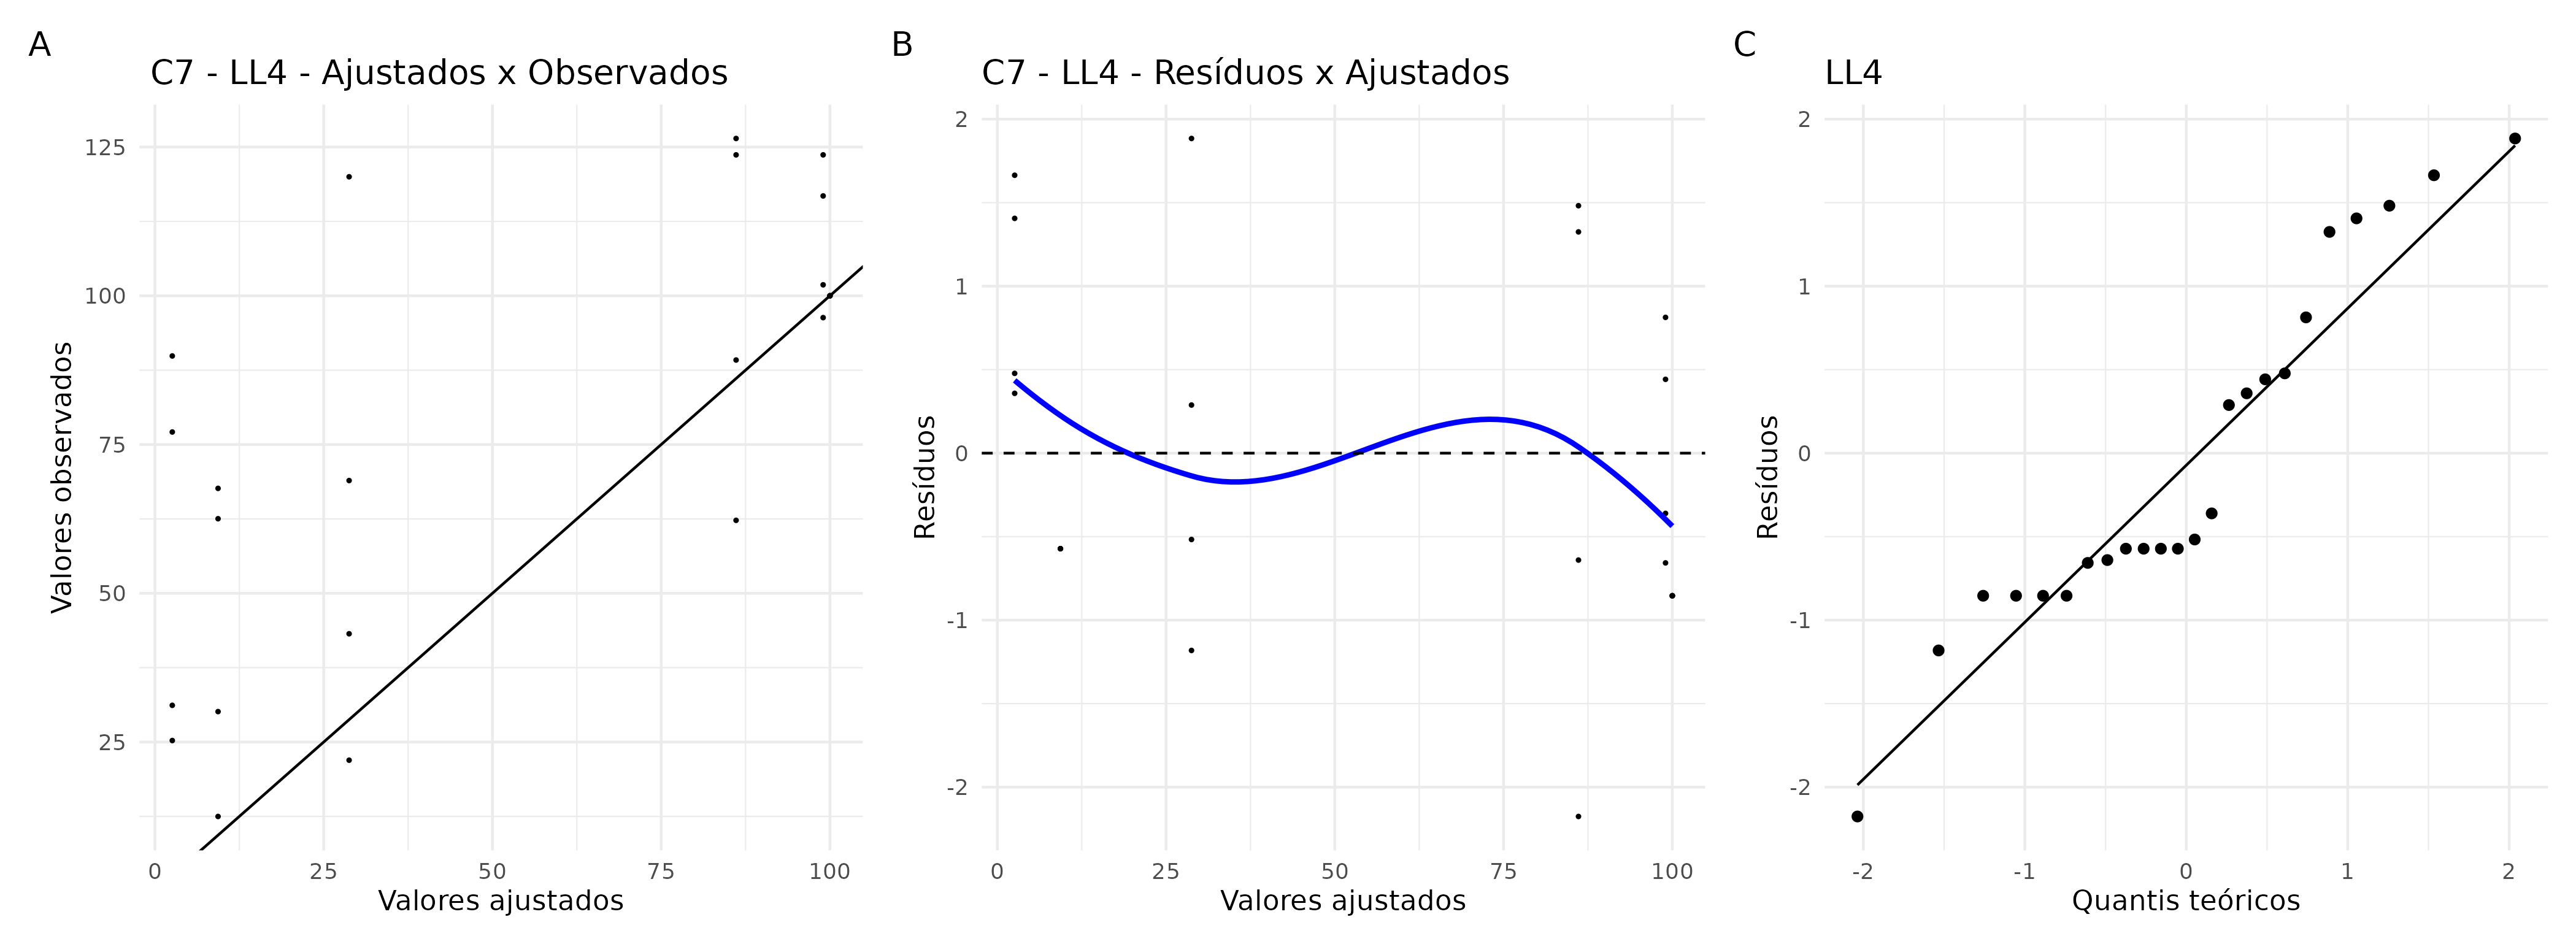 A
C7 - LL4 - Ajustados x Observados
125
100
75
50
25
0
25
50
75
100
Valores observados
Valores ajustados
B
C7 - LL4 - Resíduos x Ajustados
2
1
0
-1
-2
0
25
50
75
100
Resíduos
Valores ajustados
C
LL4
2
1
0
-1
-2
-2
-1
0
1
2
Resíduos
Quantis teóricos